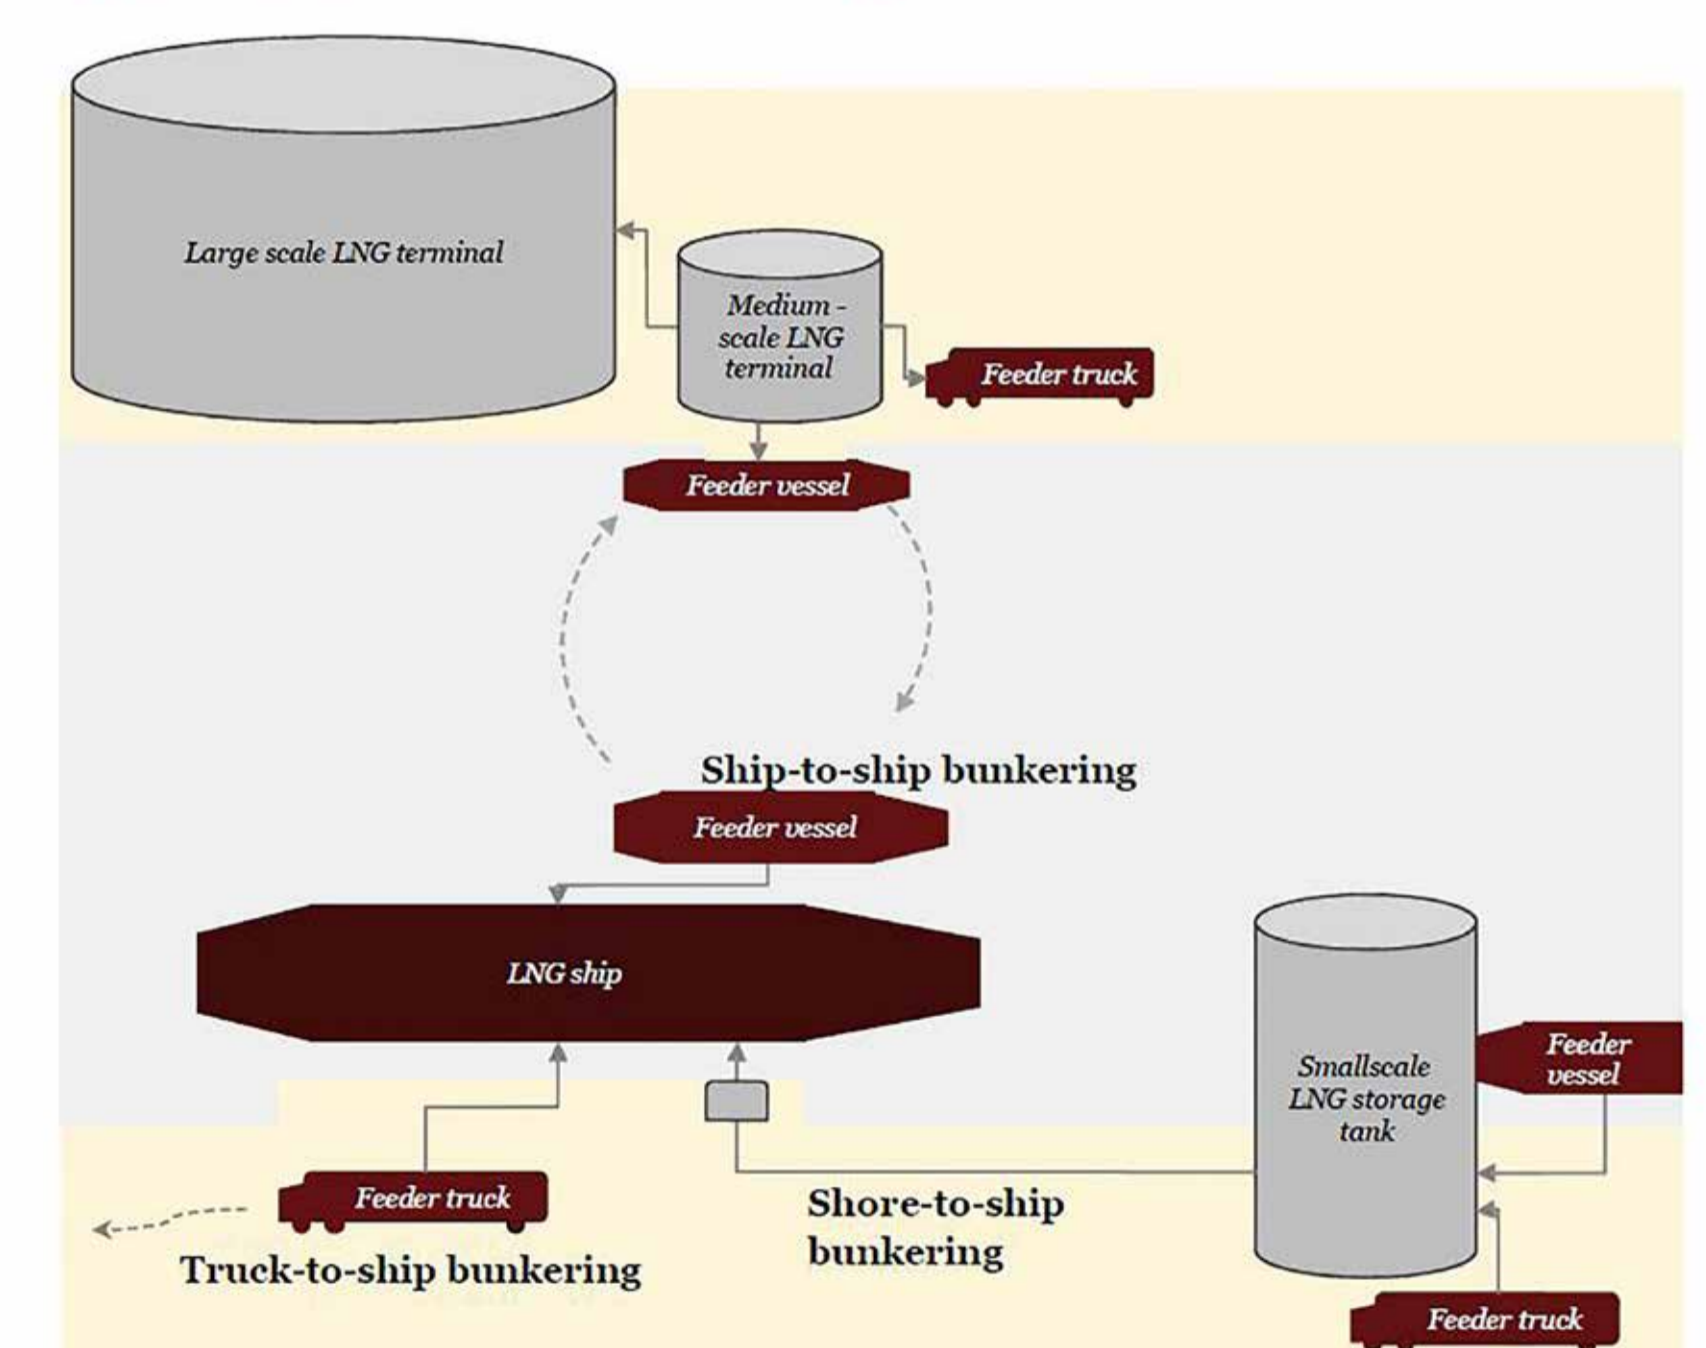 Large scale LNG terminal
Medium -
scale LNG
terminal
Feeder truck
Feeder vessel
Ship-to-ship bunkering
Feeder vessel
LNG ship
Feeder
vessel
Smallscale
LNG storage
tank
Feeder truck
Shore-to-ship
bunkering
Truck-to-ship bunkering
Feeder truck